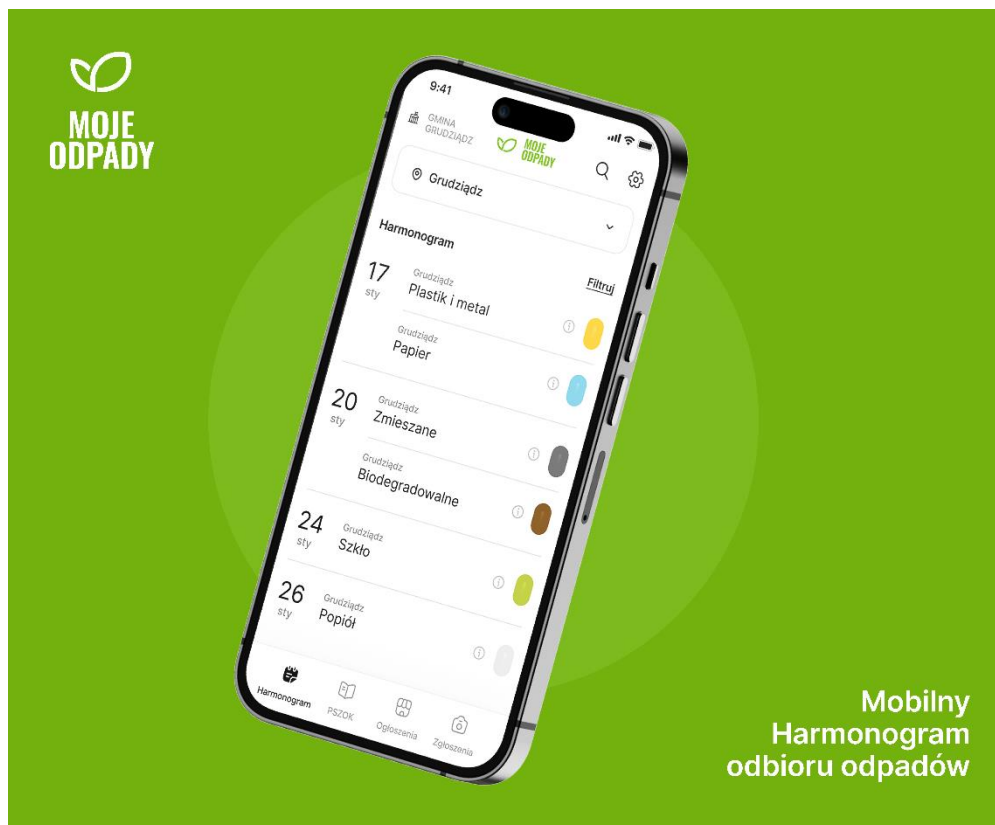 MOJE
ODPADY
9:41
GMINA
GRUDZIĄDZ
MOJE
ODPADY
Grudziądz
Harmonogram
Filtruj
17
sty
Grudziądz
Plastik i metal
Grudziądz
Papier
20
sty
Grudziądz
Zmieszane
Grudziądz
Biodegradowalne
24
sty
Grudziądz
Szkło
26
sty
Grudziądz
Popiół
Harmonogram
PSZOK
Ogłoszenia
Zgłoszenia
Mobilny
Harmonogram
odbioru odpadów